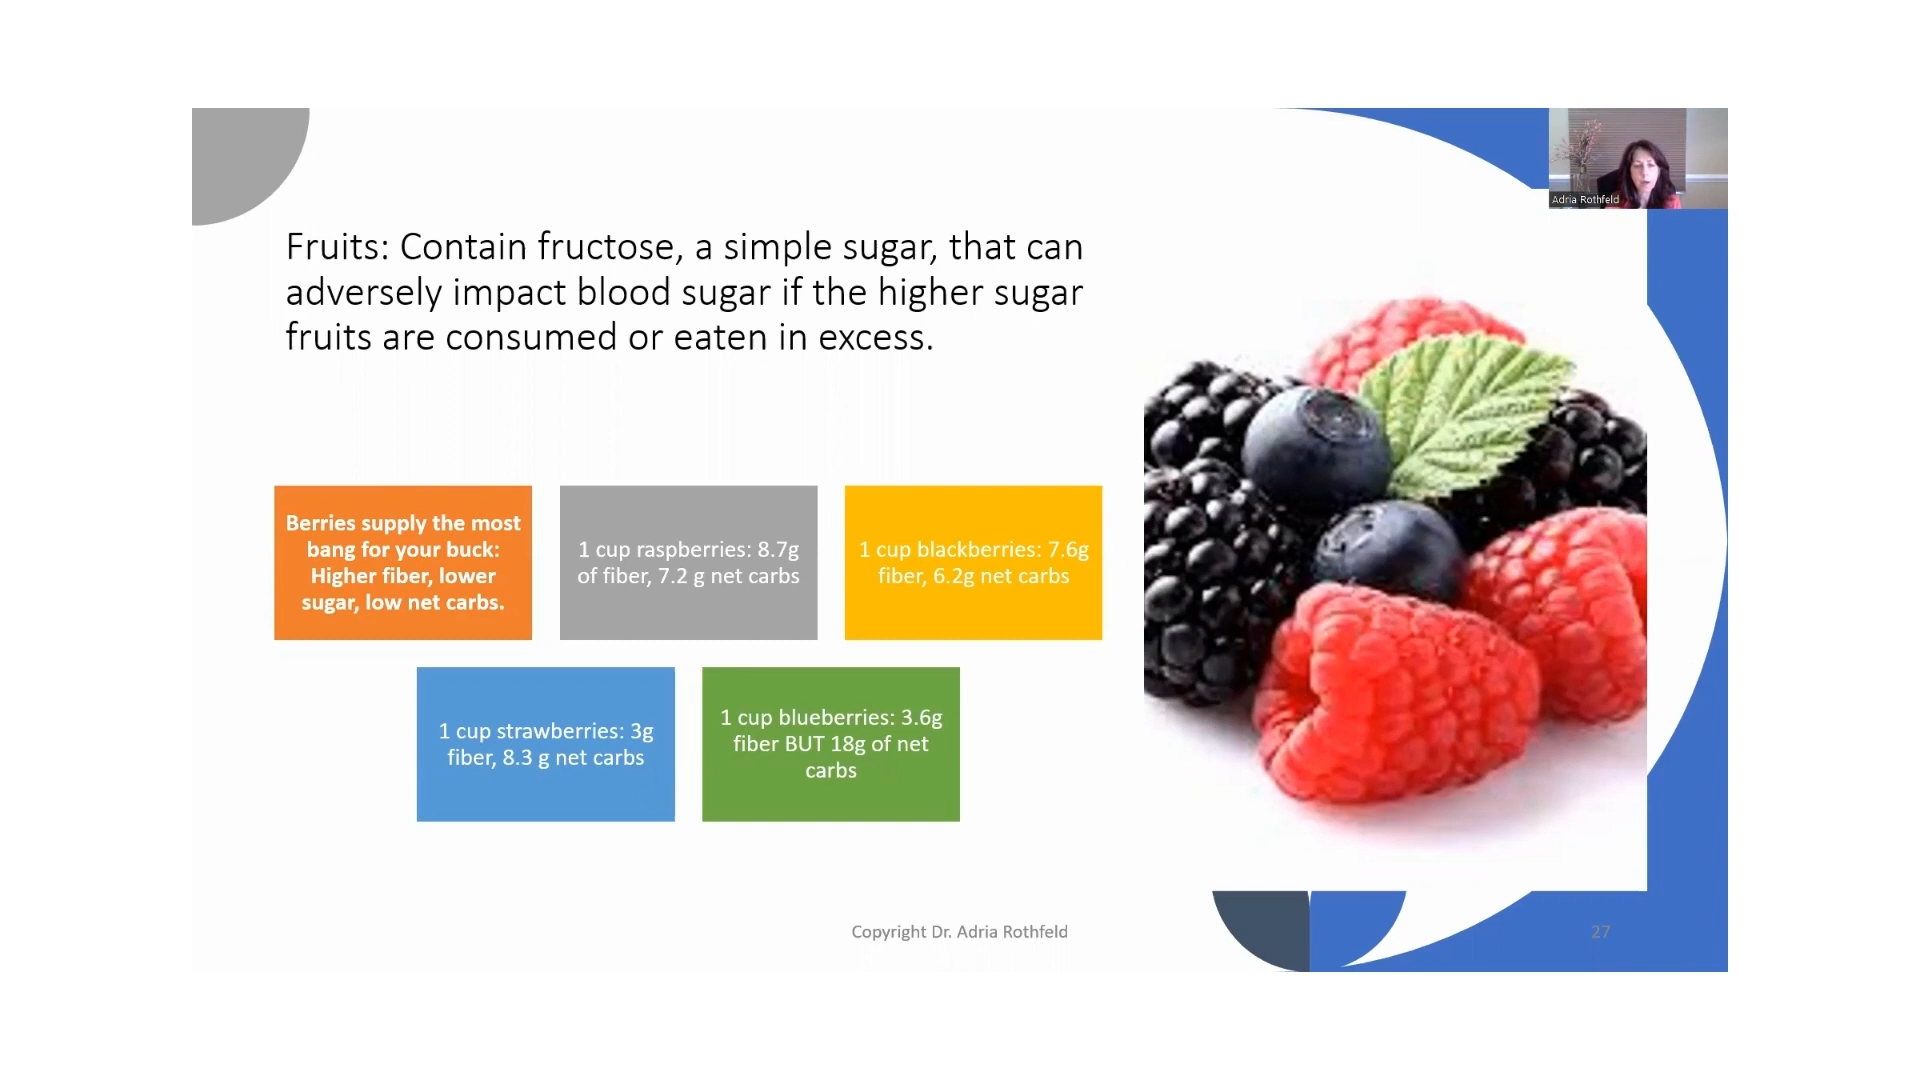 Adria Rothfeld
Fruits: Contain fructose, a simple sugar, that can
adversely impact blood sugar if the higher sugar
fruits are consumed or eaten in excess.
Berries supply the most
bang for your buck:
Higher fiber, lower
sugar, low net carbs.
1 cup raspberries: 8.7g
of fiber, 7.2 g net carbs
1 cup blackberries: 7.6g
fiber, 6.2g net carbs
1 cup strawberries: 3g
fiber, 8.3 g net carbs
1 cup blueberries: 3.6g
fiber BUT 18g of net
carbs
Copyright Dr. Adria Rothfeld
27